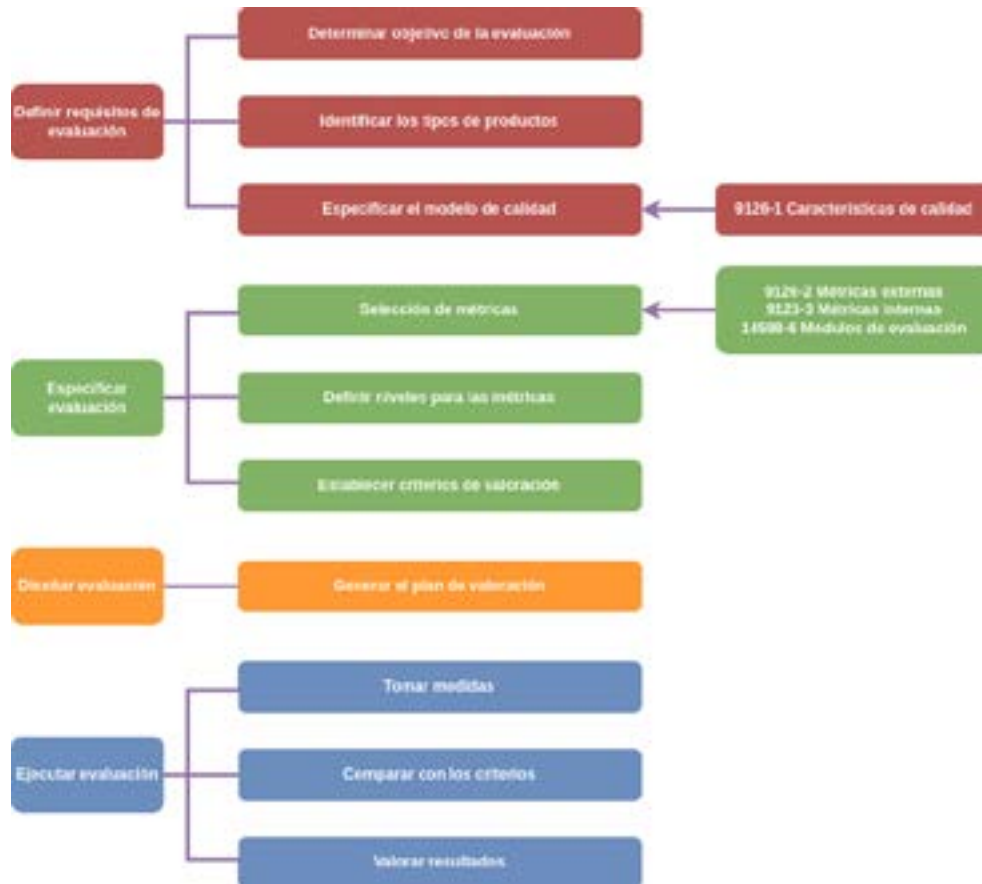 Determinar objetivo de la evaluación
Definir requisitos de
evaluación
Identificar los tipos de productos
Especificar el modelo de calidad
9126-1 Características de calidad
Selección de métricas
9126-2 Métricas externas
9123-3 Métricas internas
14598-6 Módulos de evaluación
Especificar
evaluación
Definir niveles para las métricas
Establecer criterios de valoración
Diseñar evaluación
Generar el plan de valoración
Tomar medidas
Ejecutar evaluación
Comparar con los criterios
Valorar resultados